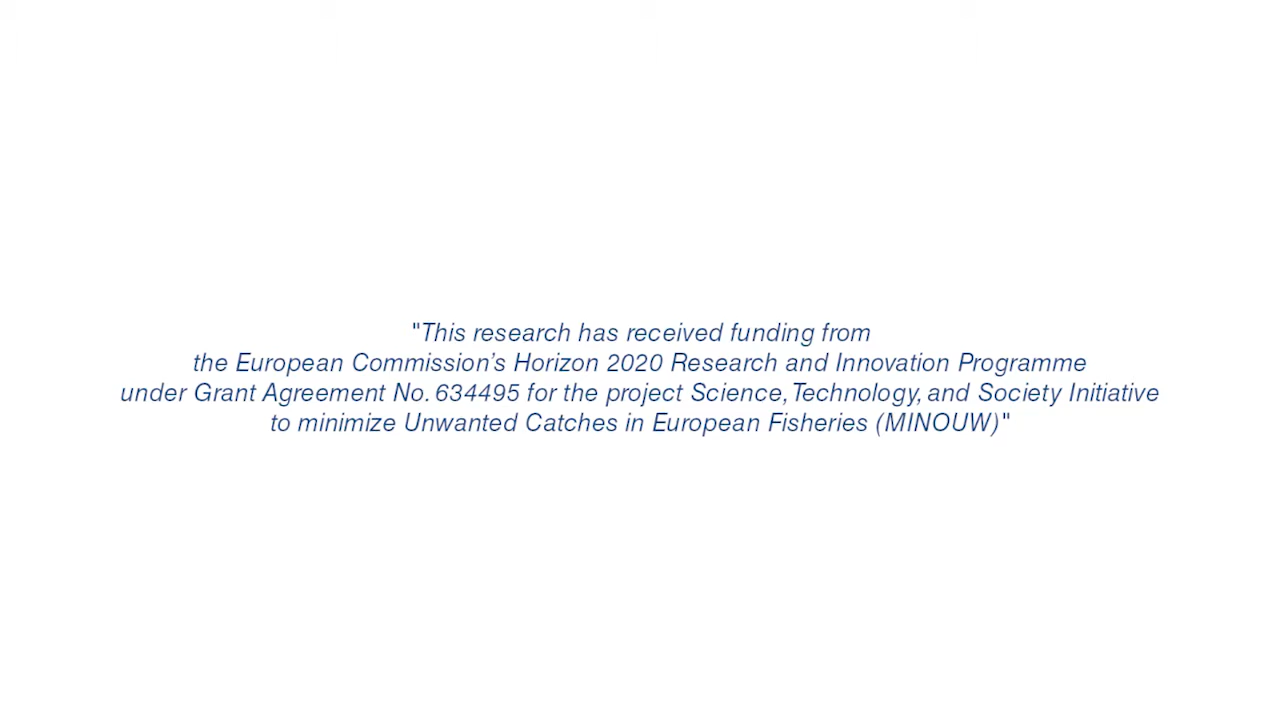 "This research has received funding from
the European Commission’s Horizon 2020 Research and Innovation Programme
under Grant Agreement No. 634495 for the project Science, Technology, and Society Initiative
to minimize Unwanted Catches in European Fisheries (MINOUW)"